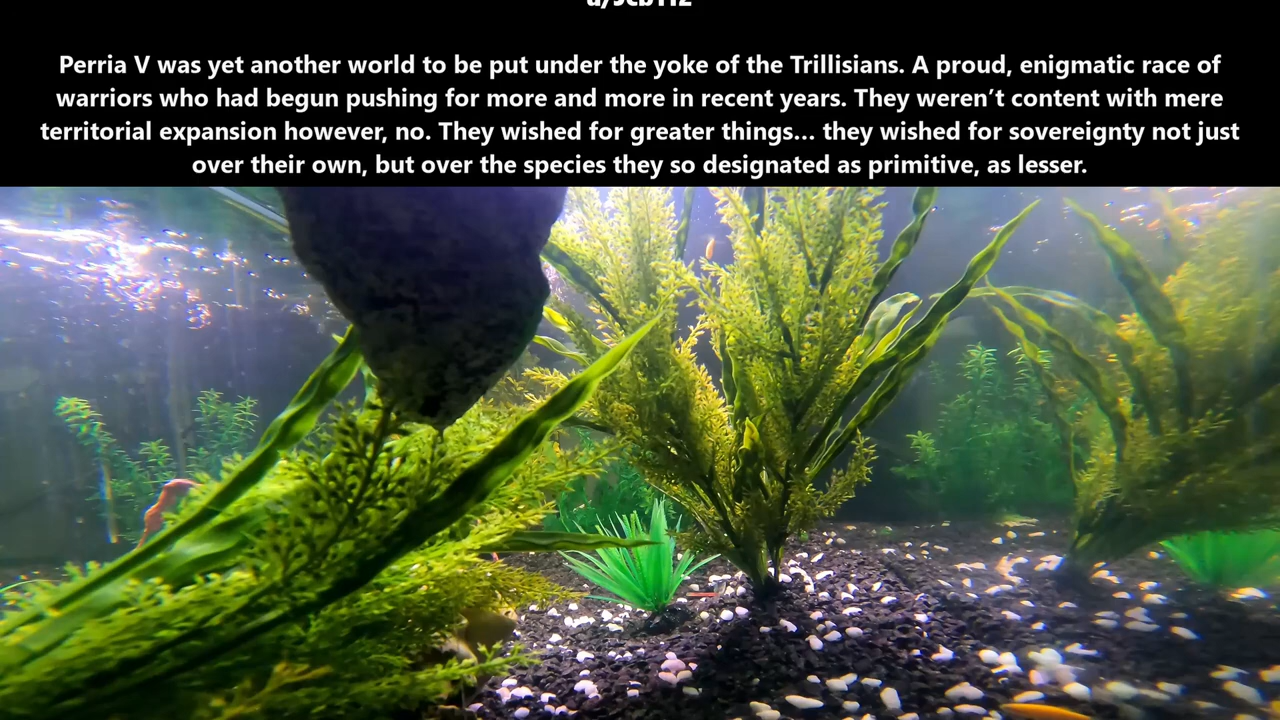 Perria V was yet another world to be put under the yoke of the Trillisians. A proud, enigmatic race of
warriors who had begun pushing for more and more in recent years. They weren’t content with mere
territorial expansion however, no. They wished for greater things... they wished for sovereignty not just
over their own, but over the species they so designated as primitive, as lesser.